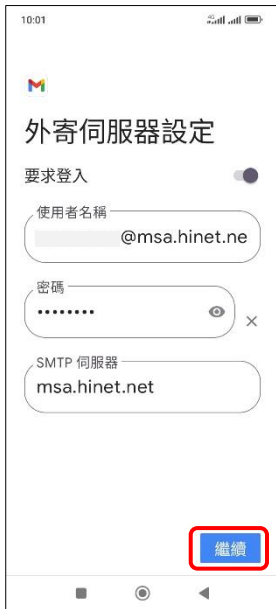 10:01
4G
外寄伺服器設定
要求登入
使用者名稱
@msa.hinet.ne
密碼
••••••••
SMTP 伺服器
msa.hinet.net
繼續